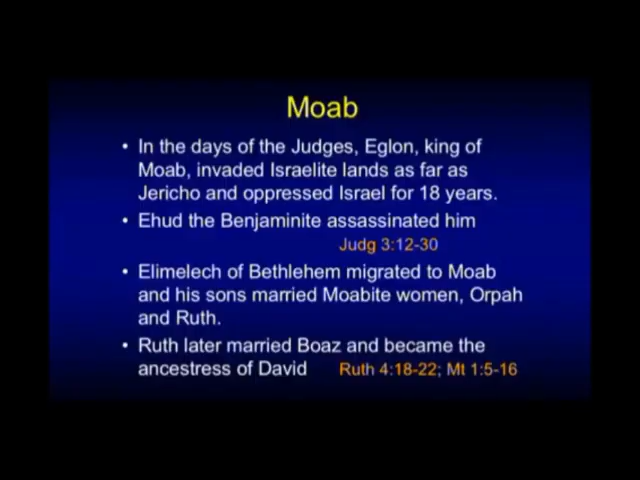 Moab
• In the days of the Judges, Eglon, king of
Moab, invaded Israelite lands as far as
Jericho and oppressed Israel for 18 years.
• Ehud the Benjaminite assassinated him
Judg 3:12-30
• Elimelech of Bethlehem migrated to Moab
and his sons married Moabite women, Orpah
and Ruth.
• Ruth later married Boaz and became the
ancestress of David Ruth 4:18-22; Mt 1:5-16